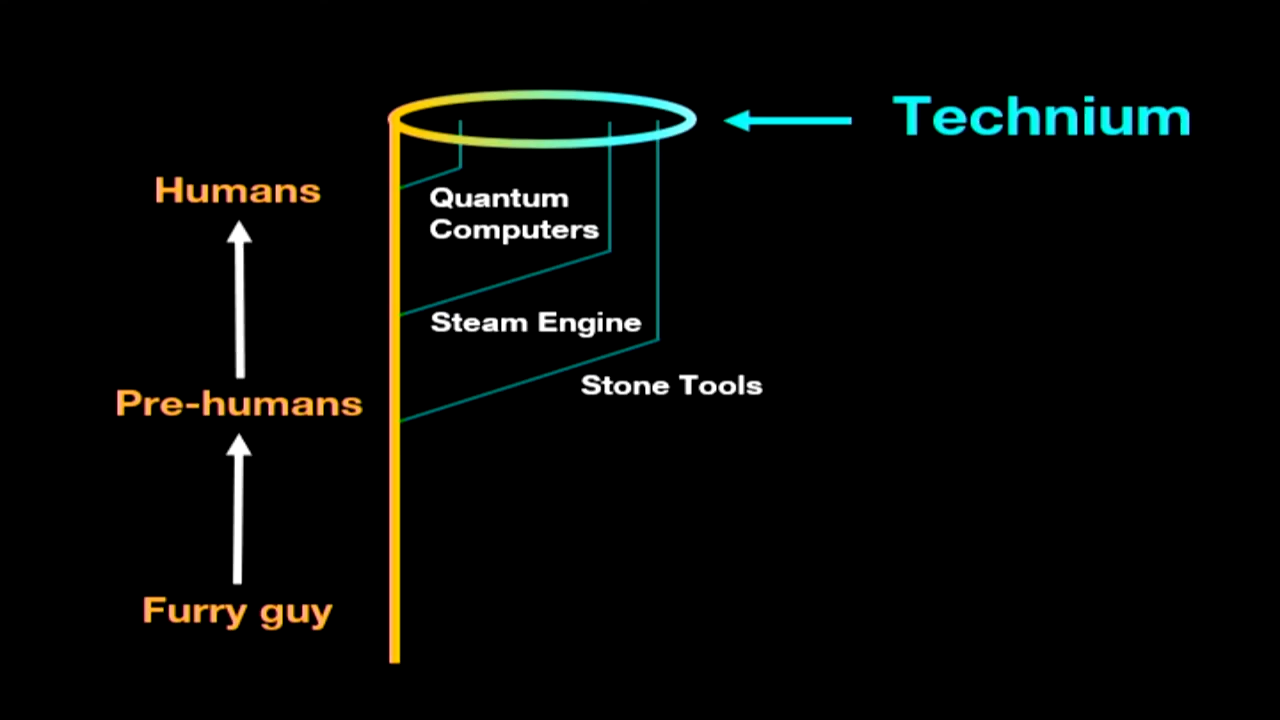 Technium
Humans
Quantum
Computers
Steam Engine
Stone Tools
Pre-humans
Furry guy